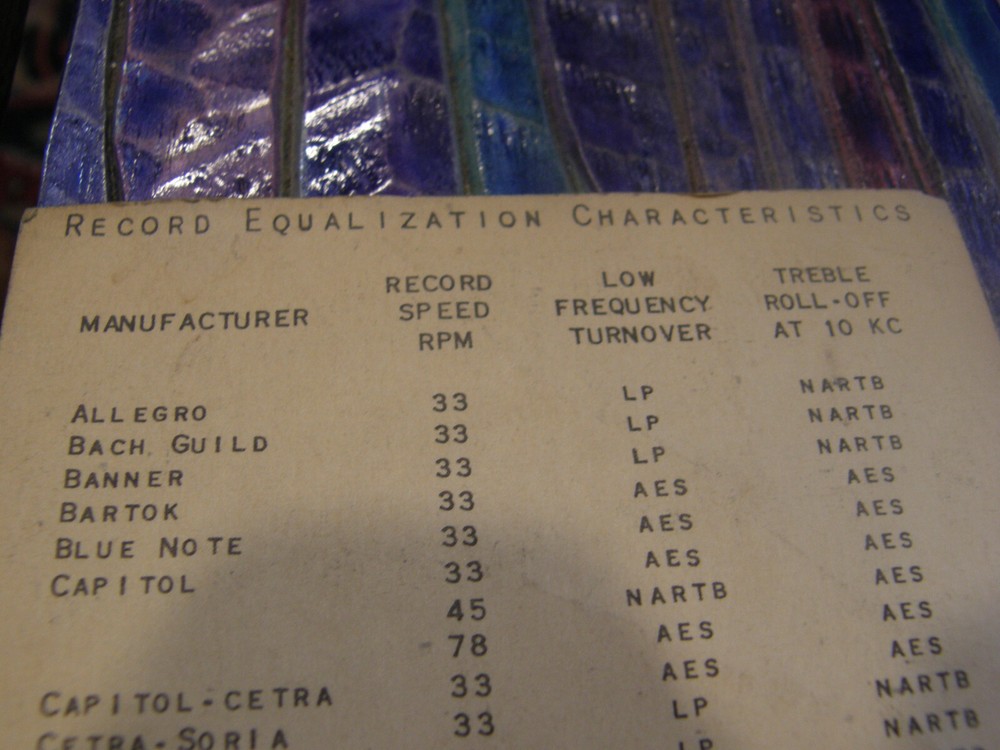 RECORD EQUALIZATION CHARACTERISTICS
MANUFACTURER
RECORD SPEED RPM
LOW FREQUENCY TURNOVER
TREBLE ROLL-OFF AT 10 KC
ALLEGRO 33 LP NARTB
BACH GUILD 33 LP NARTB
BANNER 33 LP NARTB
BARTOK 33 AES AES
BLUE NOTE 33 AES AES
CAPITOL 33 AES AES
45 NARTB AES
78 AES AES
CAPITOL-CETRA 33 AES AES
CETRA-SORIA 33 LP NARTB
LP NARTB